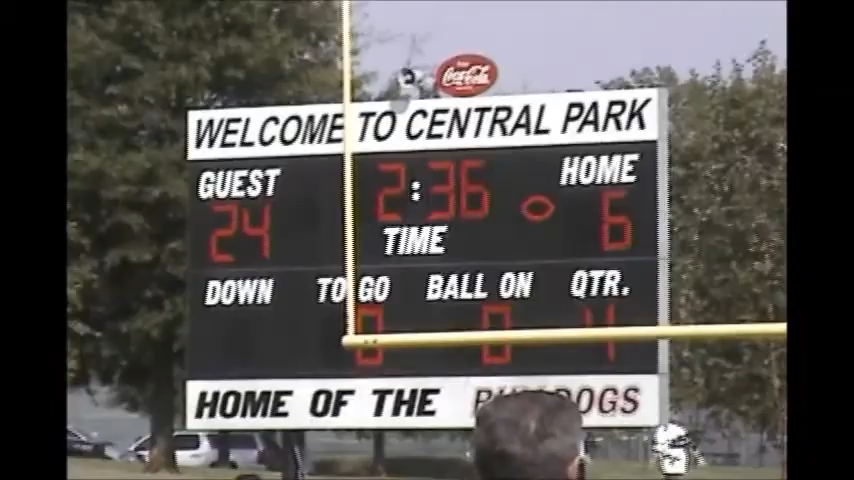 Coca-Cola
WELCOME TO CENTRAL PARK
GUEST 2:36 HOME
24 TIME 6
DOWN TO GO BALL ON QTR.
0 0 4
HOME OF THE BULLDOGS